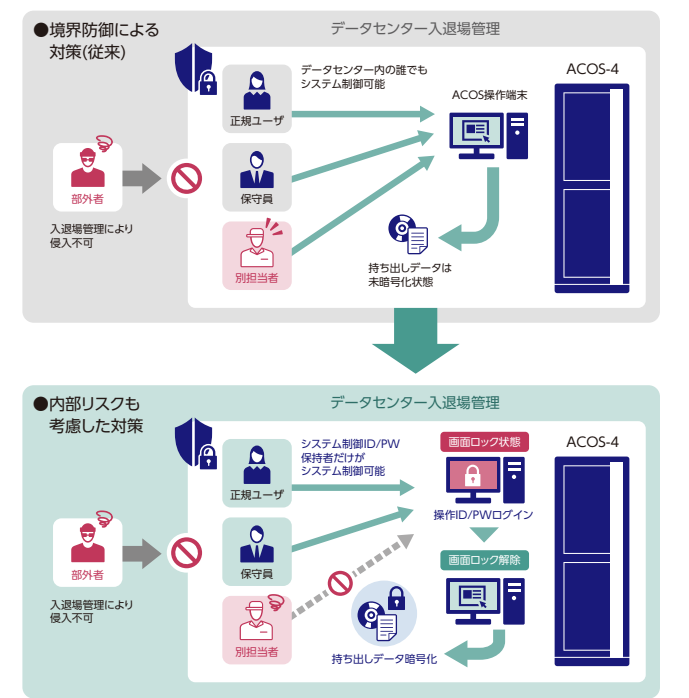 ●境界防御による
対策(従来)
データセンター入退場管理
正規ユーザ
データセンター内の誰でも
システム制御可能
ACOS操作端末
ACOS-4
部外者
入退場管理により
侵入不可
保守員
別担当者
持ち出しデータは
未暗号化状態
●内部リスクも
考慮した対策
データセンター入退場管理
正規ユーザ
システム制御ID/PW
保持者だけが
システム制御可能
画面ロック状態
操作ID/PWログイン
ACOS-4
部外者
入退場管理により
侵入不可
保守員
画面ロック解除
別担当者
持ち出しデータ暗号化